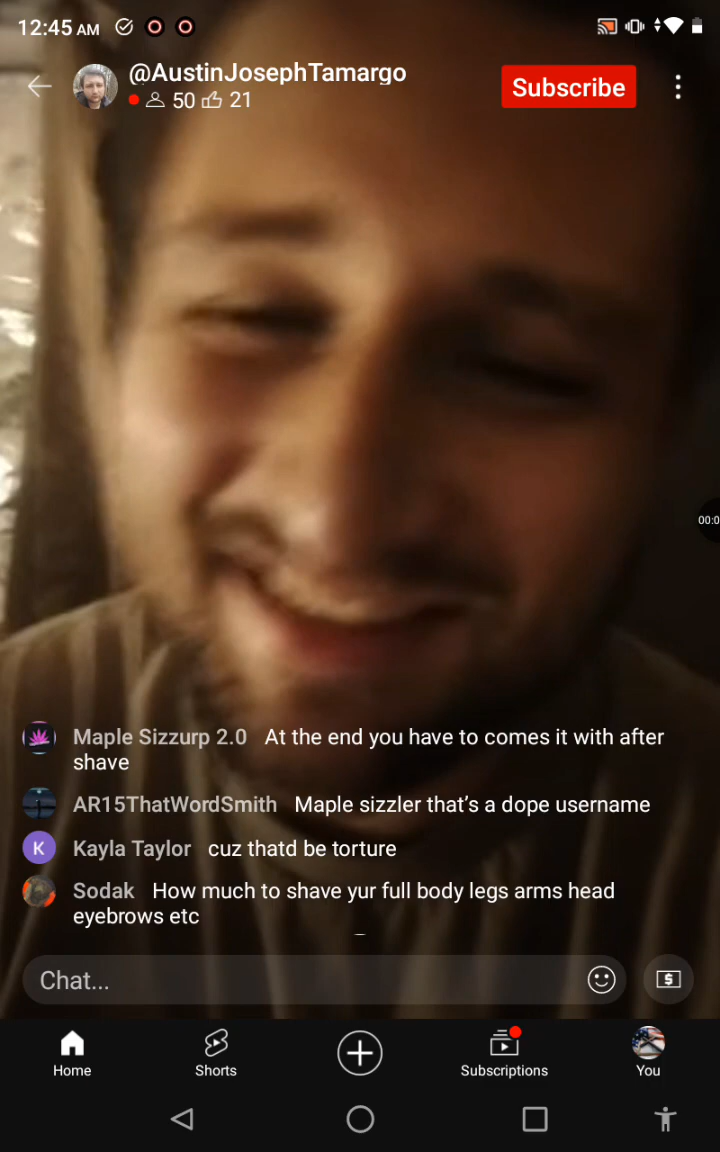 12:45 AM
@AustinJosephTamargo
50 21
Subscribe
00:0
Maple Sizzurp 2.0 At the end you have to comes it with after
shave
AR15ThatWordSmith Maple sizzler that's a dope username
K Kayla Taylor cuz thatd be torture
Sodak How much to shave yur full body legs arms head
eyebrows etc
Chat...
Home Shorts Subscriptions You